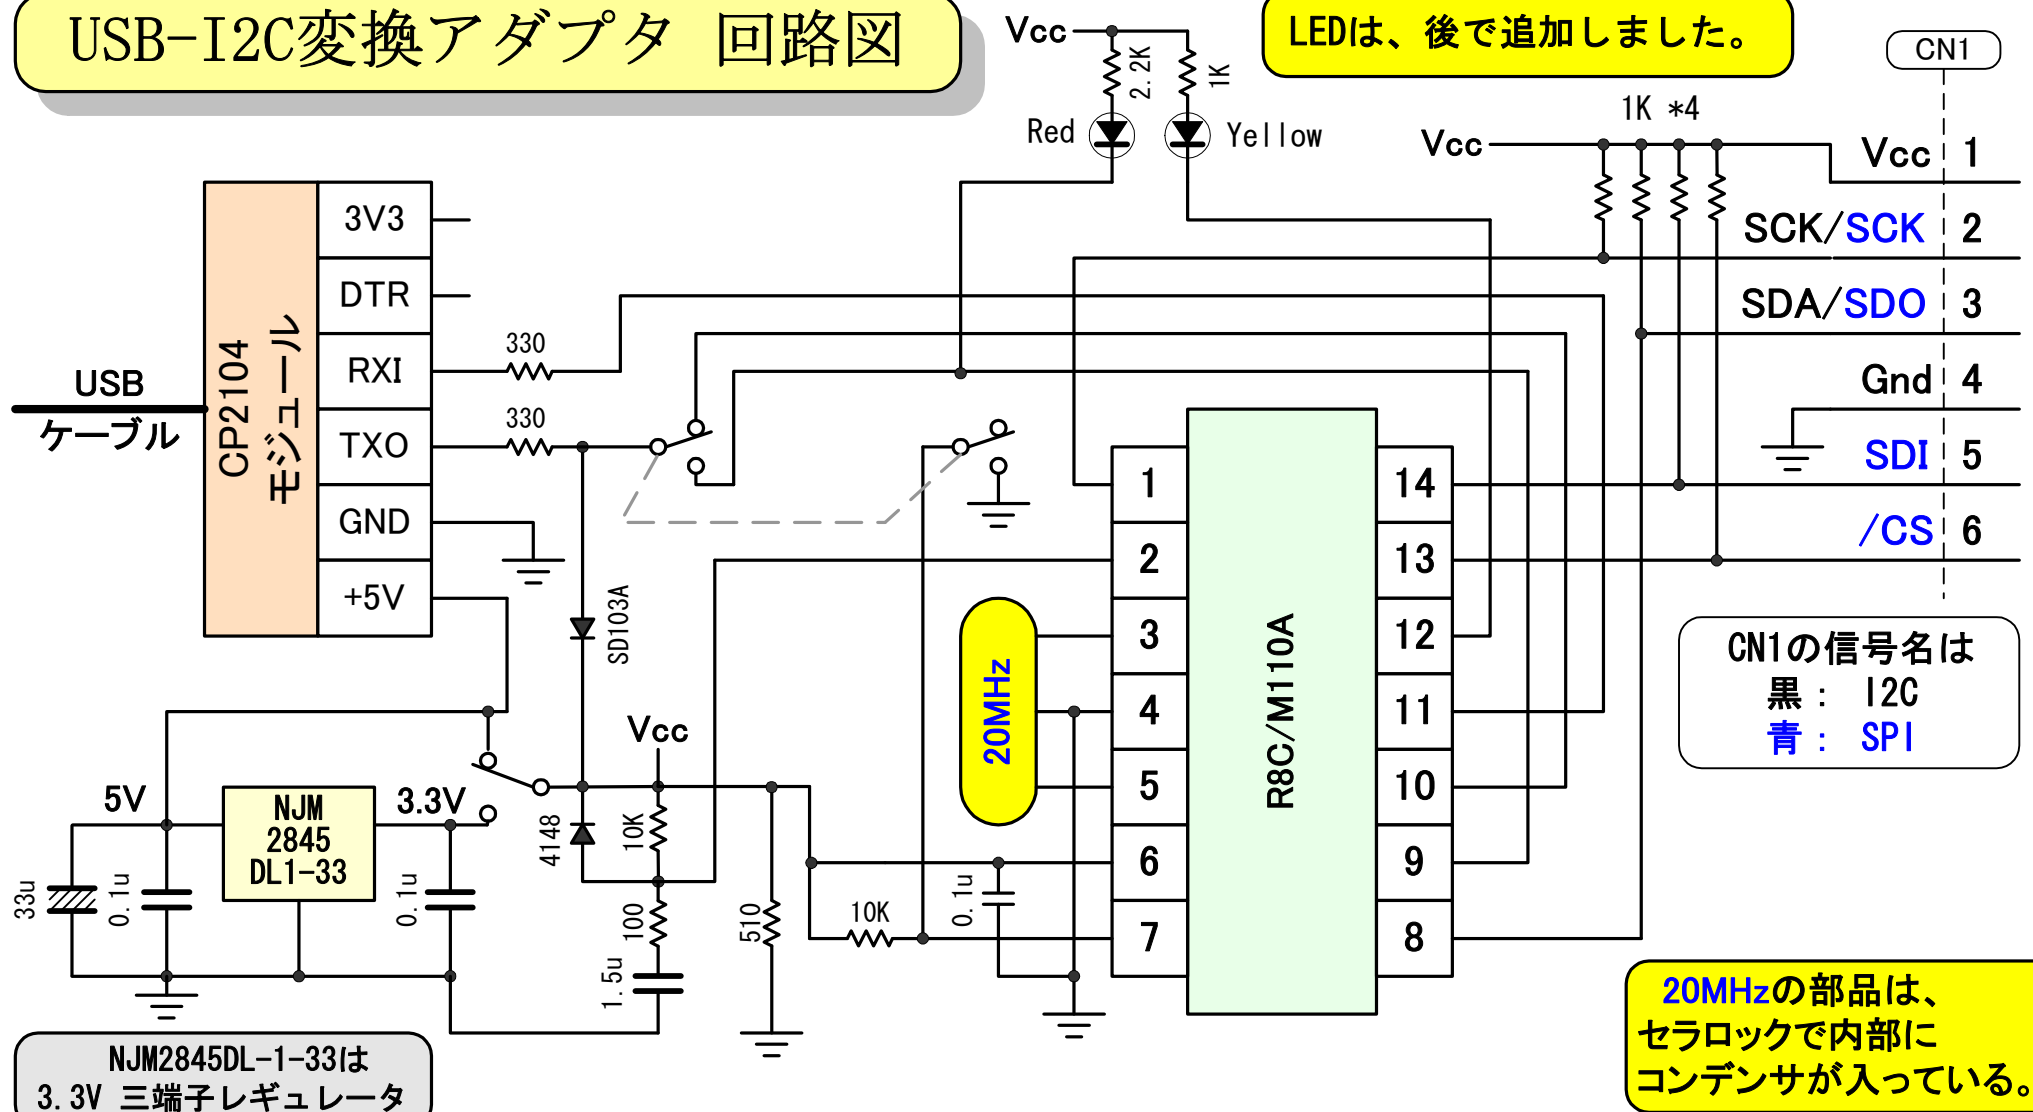 USB-I2C変換アダプタ 回路図
LEDは、後で追加しました。
Vcc
2.2K
1K
Red
Yellow
CN1
1K *4
Vcc
Vcc 1
SCK/SCK 2
SDA/SDO 3
Gnd 4
SDI 5
/CS 6
USB
ケーブル
CP2104
モジュール
3V3
DTR
RXI
TXO
GND
+5V
330
330
SD103A
4148
Vcc
10K
100
1.5u
510
10K
0.1u
5V
3.3V
NJM
2845
DL1-33
33u
0.1u
0.1u
20MHz
R8C/M110A
1
2
3
4
5
6
7
14
13
12
11
10
9
8
CN1の信号名は
黒: I2C
青: SPI
20MHzの部品は、
セラロックで内部に
コンデンサが入っている。
NJM2845DL-1-33は
3.3V 三端子レギュレータ